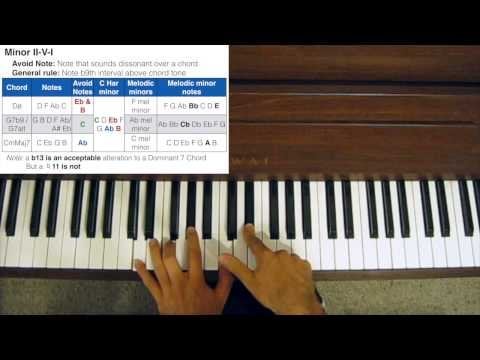 Minor II-V-I
Avoid Note: Note that sounds dissonant over a chord
General rule: Note b9th interval above chord tone
Chord Notes Avoid Notes C Har minor Melodic minors Melodic minor notes
Dø D F Ab C Eb & B C D Eb F G Ab B F mel minor F G Ab Bb C D E
G7b9 / G7alt G B D F Ab/ A# Eb C Ab mel minor Ab Bb Cb Db Eb F G
CmMaj7 C Eb G B Ab C mel minor C D Eb F G A B
Note: a b13 is an acceptable alteration to a Dominant 7 Chord
But a ♮ 11 is not